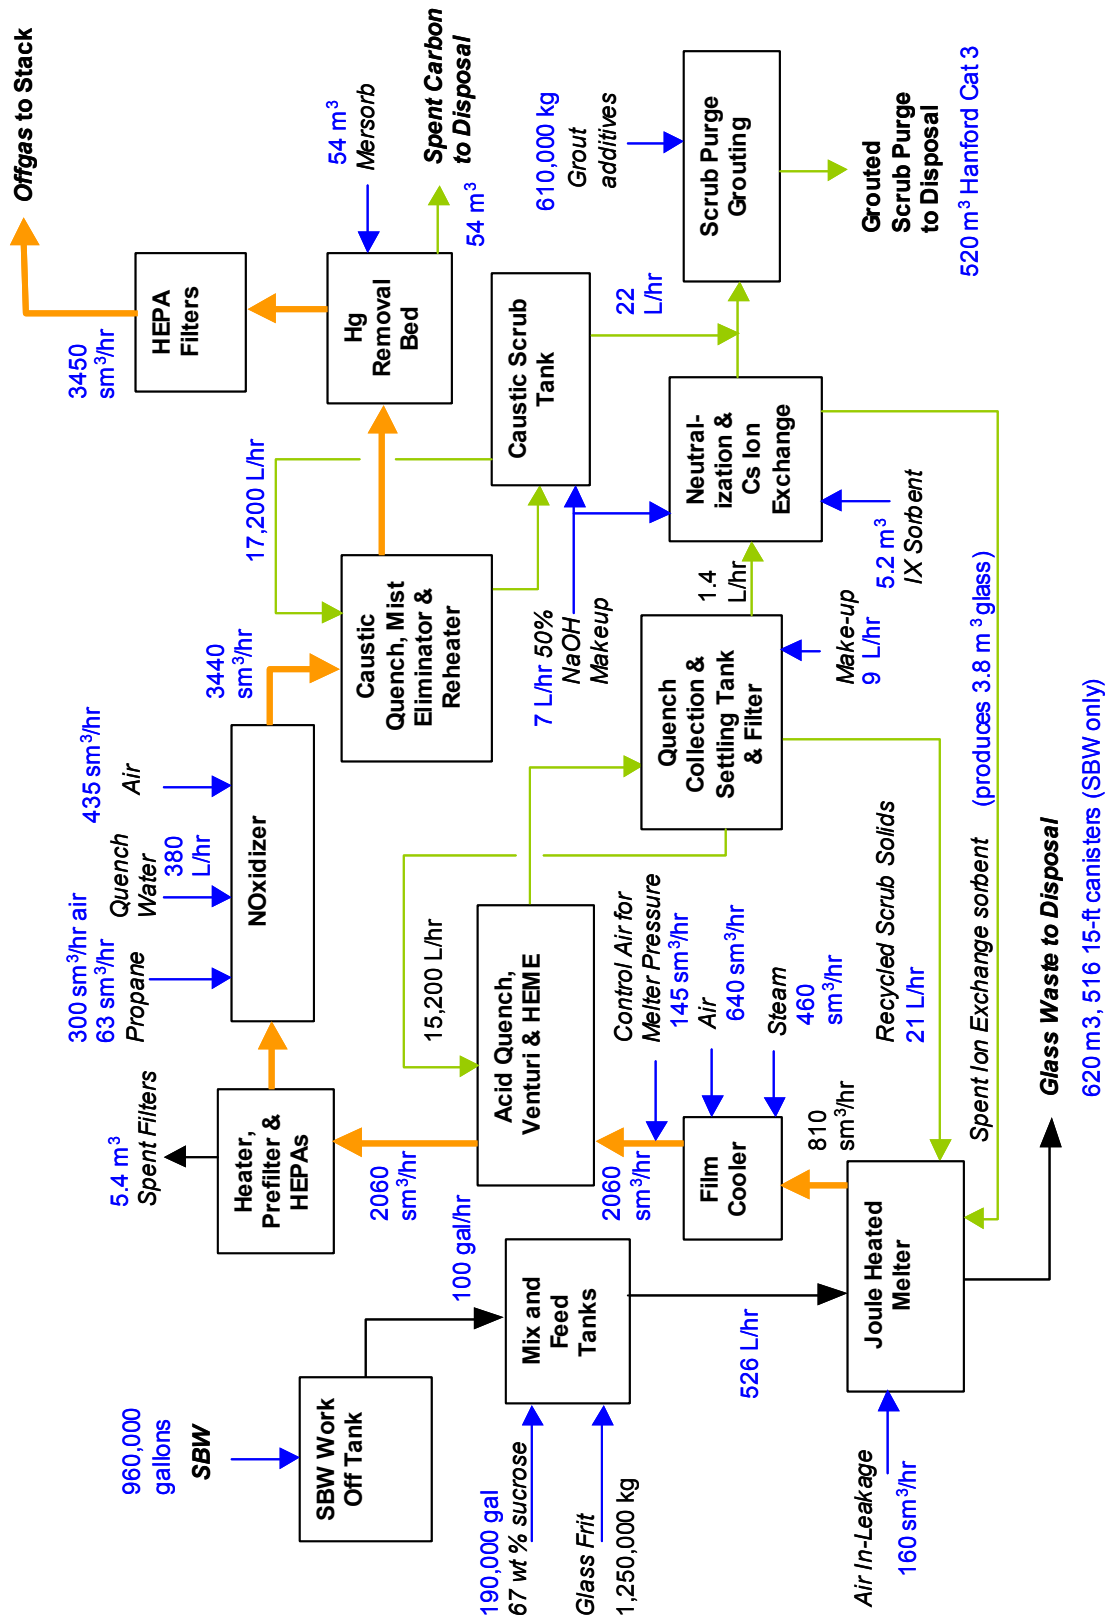 960,000
gallons
SBW
SBW Work
Off Tank
190,000 gal
67 wt % sucrose
Glass Frit
1,250,000 kg
100 gal/hr
Mix and
Feed
Tanks
526 L/hr
Air In-Leakage
160 sm³/hr
Joule Heated
Melter
810
sm³/hr
Film
Cooler
Steam
460
sm³/hr
Air
640 sm³/hr
Control Air for
Melter Pressure
145 sm³/hr
2060
sm³/hr
Acid Quench,
Venturi & HEME
15,200 L/hr
2060
sm³/hr
Heater,
Prefilter &
HEPAs
5.4 m³
Spent Filters
300 sm³/hr air
63 sm³/hr
Propane
Quench
Water
380
L/hr
435 sm³/hr
Air
NOxidizer
3440
sm³/hr
Caustic
Quench, Mist
Eliminator &
Reheater
17,200 L/hr
7 L/hr 50%
NaOH
Makeup
Caustic Scrub
Tank
22
L/hr
Hg
Removal
Bed
54 m³
Mersorb
Spent Carbon
to Disposal
54 m³
HEPA
Filters
3450
sm³/hr
Offgas to Stack
Quench
Collection &
Settling Tank
& Filter
Make-up
9 L/hr
1.4
L/hr
Neutral-
ization &
Cs Ion
Exchange
5.2 m³
IX Sorbent
610,000 kg
Grout
additives
Scrub Purge
Grouting
Grouted
Scrub Purge
to Disposal
520 m³ Hanford Cat 3
Recycled Scrub Solids
21 L/hr
Spent Ion Exchange sorbent (produces 3.8 m³ glass)
Glass Waste to Disposal
620 m3, 516 15-ft canisters (SBW only)